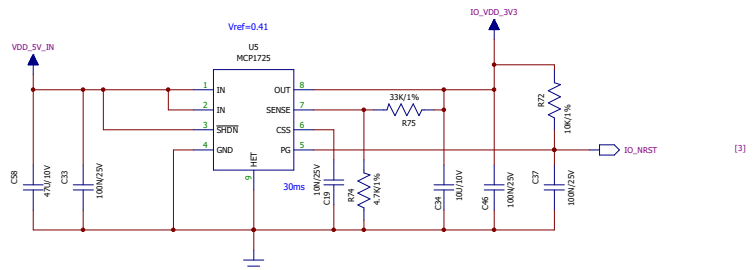 Vref=0.41
IO_VDD_3V3
VDD_5V_IN
U5
MCP1725
1 IN OUT 8
2 IN SENSE 7
3 SHDN CSS 6
4 GND PG 5
HET
9
33K/1%
R75
R72
10K/1%
IO_NRST
[3]
C58
47U/10V
C33
100N/25V
30ms
10N/25V
C19
R74
4.7K/1%
C34
10U/10V
C46
100N/25V
C37
100N/25V